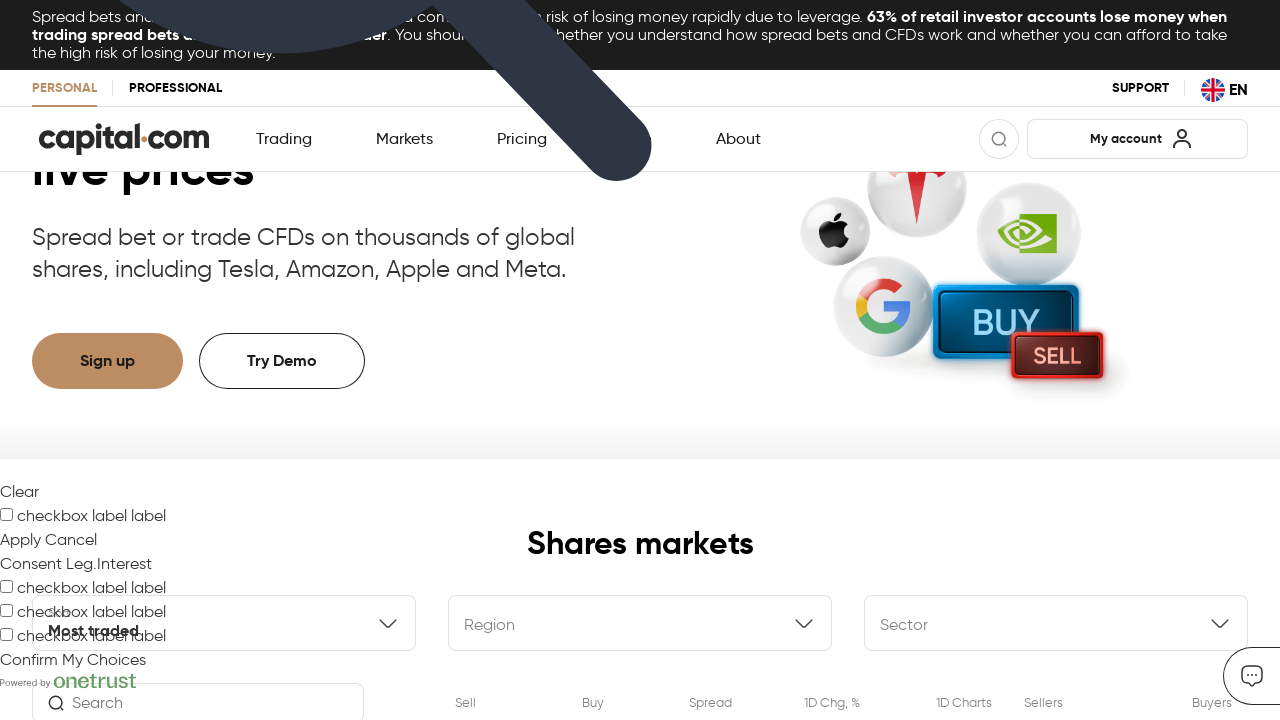 Spread bets and risk of losing money rapidly due to leverage. 63% of retail investor accounts lose money when
trading spread bets . You should whether you understand how spread bets and CFDs work and whether you can afford to take
the high risk of losing your money.
PERSONAL PROFESSIONAL SUPPORT EN
capital.com Trading Markets Pricing About My account
live prices
Spread bet or trade CFDs on thousands of global
shares, including Tesla, Amazon, Apple and Meta.
BUY
SELL
Sign up Try Demo
Clear
checkbox label label
Apply Cancel
Shares markets
Consent Leg.Interest
checkbox label label
checkbox label label
Most traded
Region
Sector
checkbox label label
Confirm My Choices
Powered by onetrust
Search
Sell Buy Spread 1D Chg, % 1D Charts Sellers Buyers